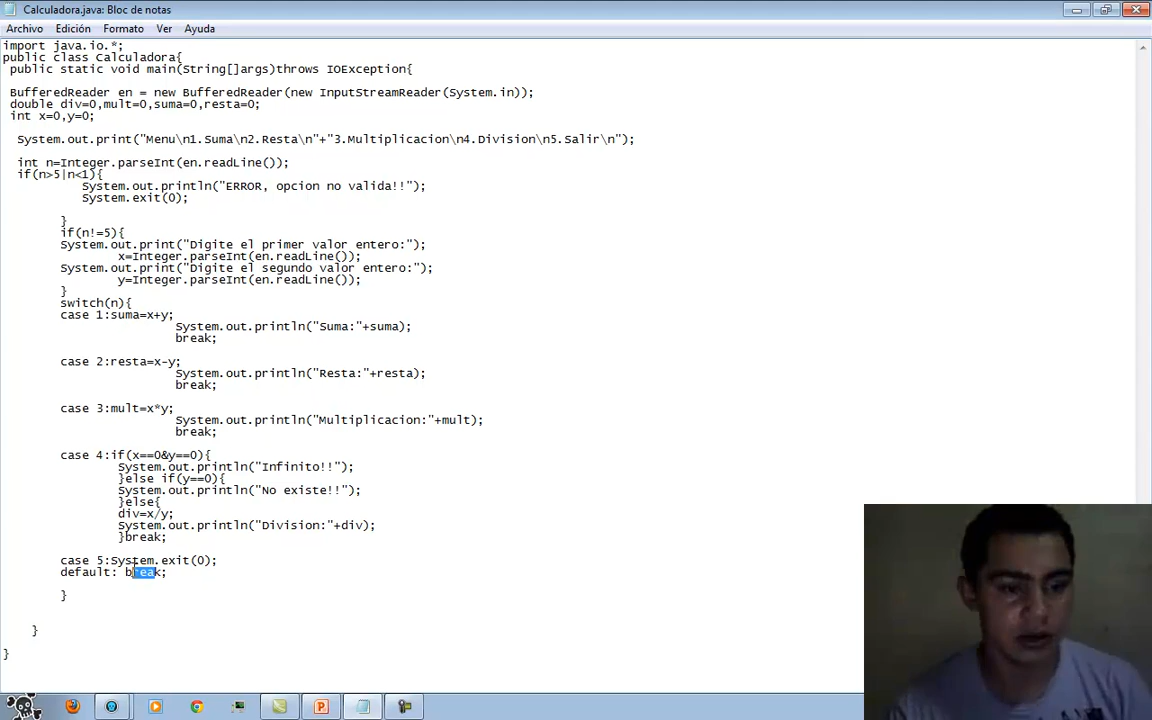 Calculadora.java: Bloc de notas
Archivo Edición Formato Ver Ayuda
import java.io.*;
public class Calculadora{
public static void main(String[]args)throws IOException{
BufferedReader en = new BufferedReader(new InputStreamReader(System.in));
double div=0,mult=0,suma=0,resta=0;
int x=0,y=0;
System.out.print("Menu\n1.Suma\n2.Resta\n"+"3.Multiplicacion\n4.Division\n5.Salir\n");
int n=Integer.parseInt(en.readLine());
if(n>5|n<1){
System.out.println("ERROR, opcion no valida!!");
System.exit(0);
}
if(n!=5){
System.out.print("Digite el primer valor entero:");
x=Integer.parseInt(en.readLine());
System.out.print("Digite el segundo valor entero:");
y=Integer.parseInt(en.readLine());
}
switch(n){
case 1:suma=x+y;
System.out.println("Suma:"+suma);
break;
case 2:resta=x-y;
System.out.println("Resta:"+resta);
break;
case 3:mult=x*y;
System.out.println("Multiplicacion:"+mult);
break;
case 4:if(x==0&y==0){
System.out.println("Infinito!!");
}else if(y==0){
System.out.println("No existe!!");
}else{
div=x/y;
System.out.println("Division:"+div);
}break;
case 5:System.exit(0);
default: break;
}
}
}